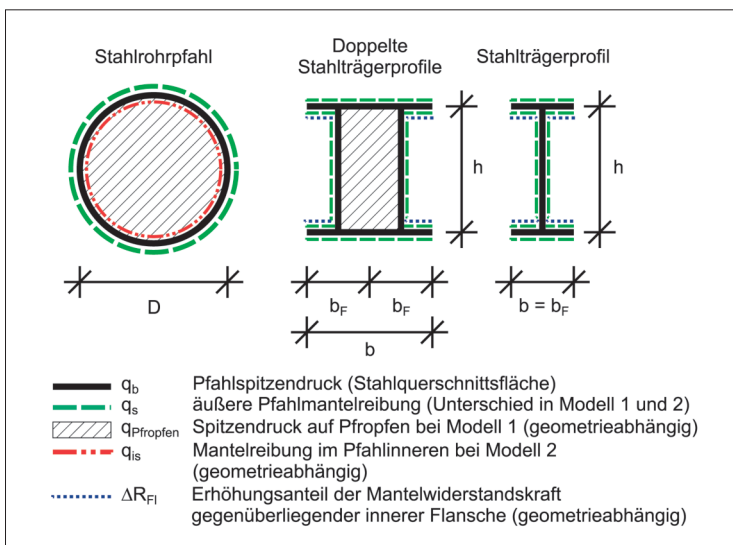 Stahlrohrpfahl
Doppelte
Stahlträgerprofile
Stahlträgerprofil
h
h
D
b_F
b_F
b = b_F
b
q_b Pfahlspitzendruck (Stahlquerschnittsfläche)
q_s äußere Pfahlmantelreibung (Unterschied in Modell 1 und 2)
q_Pfropfen Spitzendruck auf Pfropfen bei Modell 1 (geometrieabhängig)
q_is Mantelreibung im Pfahlinneren bei Modell 2
(geometrieabhängig)
ΔR_Fl Erhöhungsanteil der Mantelwiderstandskraft
gegenüberliegender innerer Flansche (geometrieabhängig)